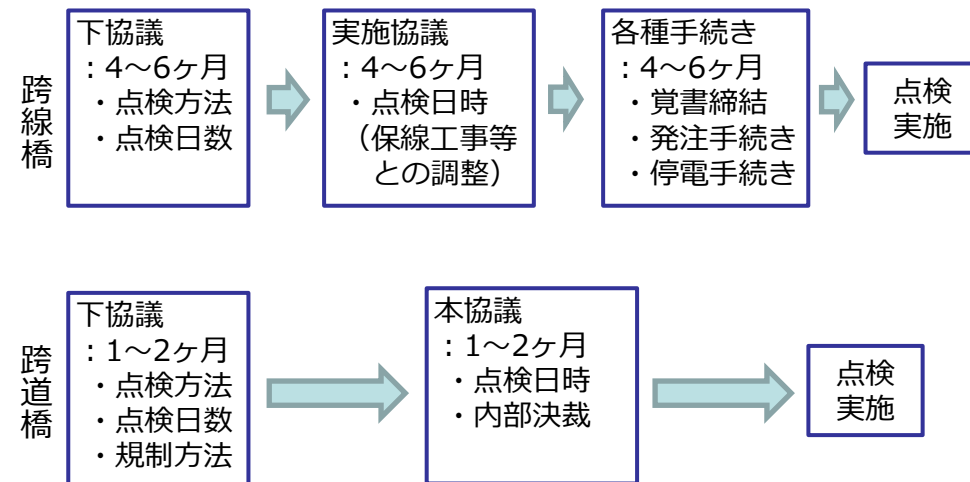 跨線橋
下協議
：4～6ヶ月
・点検方法
・点検日数
実施協議
：4～6ヶ月
・点検日時
（保線工事等
との調整）
各種手続き
：4～6ヶ月
・覚書締結
・発注手続き
・停電手続き
点検
実施
跨道橋
下協議
：1～2ヶ月
・点検方法
・点検日数
・規制方法
本協議
：1～2ヶ月
・点検日時
・内部決裁
点検
実施